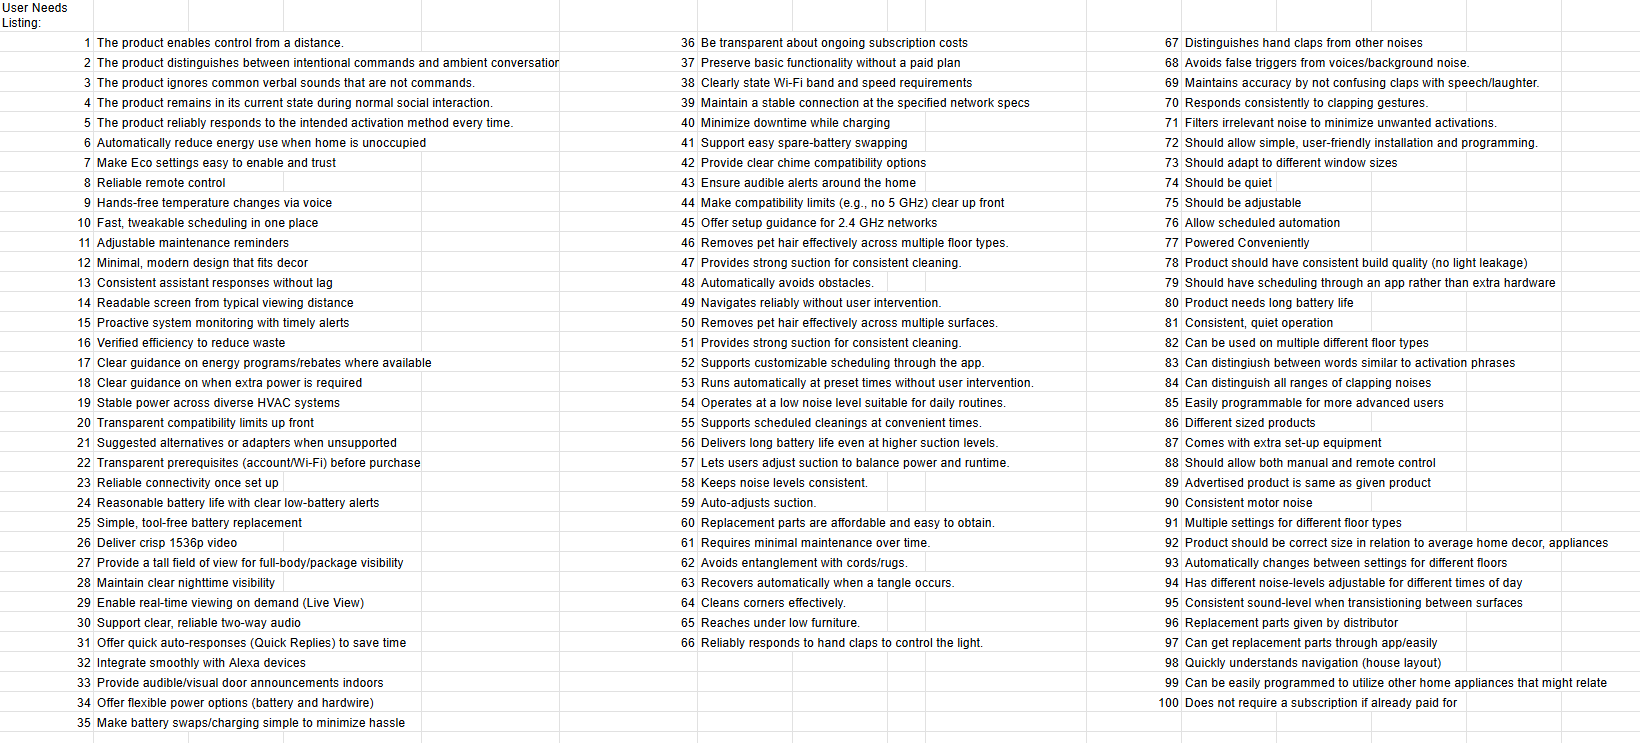 User Needs
Listing:
1 The product enables control from a distance.
2 The product distinguishes between intentional commands and ambient conversation
3 The product ignores common verbal sounds that are not commands.
4 The product remains in its current state during normal social interaction.
5 The product reliably responds to the intended activation method every time.
6 Automatically reduce energy use when home is unoccupied
7 Make Eco settings easy to enable and trust
8 Reliable remote control
9 Hands-free temperature changes via voice
10 Fast, tweakable scheduling in one place
11 Adjustable maintenance reminders
12 Minimal, modern design that fits decor
13 Consistent assistant responses without lag
14 Readable screen from typical viewing distance
15 Proactive system monitoring with timely alerts
16 Verified efficiency to reduce waste
17 Clear guidance on energy programs/rebates where available
18 Clear guidance on when extra power is required
19 Stable power across diverse HVAC systems
20 Transparent compatibility limits up front
21 Suggested alternatives or adapters when unsupported
22 Transparent prerequisites (account/Wi-Fi) before purchase
23 Reliable connectivity once set up
24 Reasonable battery life with clear low-battery alerts
25 Simple, tool-free battery replacement
26 Deliver crisp 1536p video
27 Provide a tall field of view for full-body/package visibility
28 Maintain clear nighttime visibility
29 Enable real-time viewing on demand (Live View)
30 Support clear, reliable two-way audio
31 Offer quick auto-responses (Quick Replies) to save time
32 Integrate smoothly with Alexa devices
33 Provide audible/visual door announcements indoors
34 Offer flexible power options (battery and hardwire)
35 Make battery swaps/charging simple to minimize hassle
36 Be transparent about ongoing subscription costs
37 Preserve basic functionality without a paid plan
38 Clearly state Wi-Fi band and speed requirements
39 Maintain a stable connection at the specified network specs
40 Minimize downtime while charging
41 Support easy spare-battery swapping
42 Provide clear chime compatibility options
43 Ensure audible alerts around the home
44 Make compatibility limits (e.g., no 5 GHz) clear up front
45 Offer setup guidance for 2.4 GHz networks
46 Removes pet hair effectively across multiple floor types.
47 Provides strong suction for consistent cleaning.
48 Automatically avoids obstacles.
49 Navigates reliably without user intervention.
50 Removes pet hair effectively across multiple surfaces.
51 Provides strong suction for consistent cleaning.
52 Supports customizable scheduling through the app.
53 Runs automatically at preset times without user intervention.
54 Operates at a low noise level suitable for daily routines.
55 Supports scheduled cleanings at convenient times.
56 Delivers long battery life even at higher suction levels.
57 Lets users adjust suction to balance power and runtime.
58 Keeps noise levels consistent.
59 Auto-adjusts suction.
60 Replacement parts are affordable and easy to obtain.
61 Requires minimal maintenance over time.
62 Avoids entanglement with cords/rugs.
63 Recovers automatically when a tangle occurs.
64 Cleans corners effectively.
65 Reaches under low furniture.
66 Reliably responds to hand claps to control the light.
67 Distinguishes hand claps from other noises
68 Avoids false triggers from voices/background noise.
69 Maintains accuracy by not confusing claps with speech/laughter.
70 Responds consistently to clapping gestures.
71 Filters irrelevant noise to minimize unwanted activations.
72 Should allow simple, user-friendly installation and programming.
73 Should adapt to different window sizes
74 Should be quiet
75 Should be adjustable
76 Allow scheduled automation
77 Powered Conveniently
78 Product should have consistent build quality (no light leakage)
79 Should have scheduling through an app rather than extra hardware
80 Product needs long battery life
81 Consistent, quiet operation
82 Can be used on multiple different floor types
83 Can distingiush between words similar to activation phrases
84 Can distinguish all ranges of clapping noises
85 Easily programmable for more advanced users
86 Different sized products
87 Comes with extra set-up equipment
88 Should allow both manual and remote control
89 Advertised product is same as given product
90 Consistent motor noise
91 Multiple settings for different floor types
92 Product should be correct size in relation to average home decor, appliances
93 Automatically changes between settings for different floors
94 Has different noise-levels adjustable for different times of day
95 Consistent sound-level when transistioning between surfaces
96 Replacement parts given by distributor
97 Can get replacement parts through app/easily
98 Quickly understands navigation (house layout)
99 Can be easily programmed to utilize other home appliances that might relate
100 Does not require a subscription if already paid for